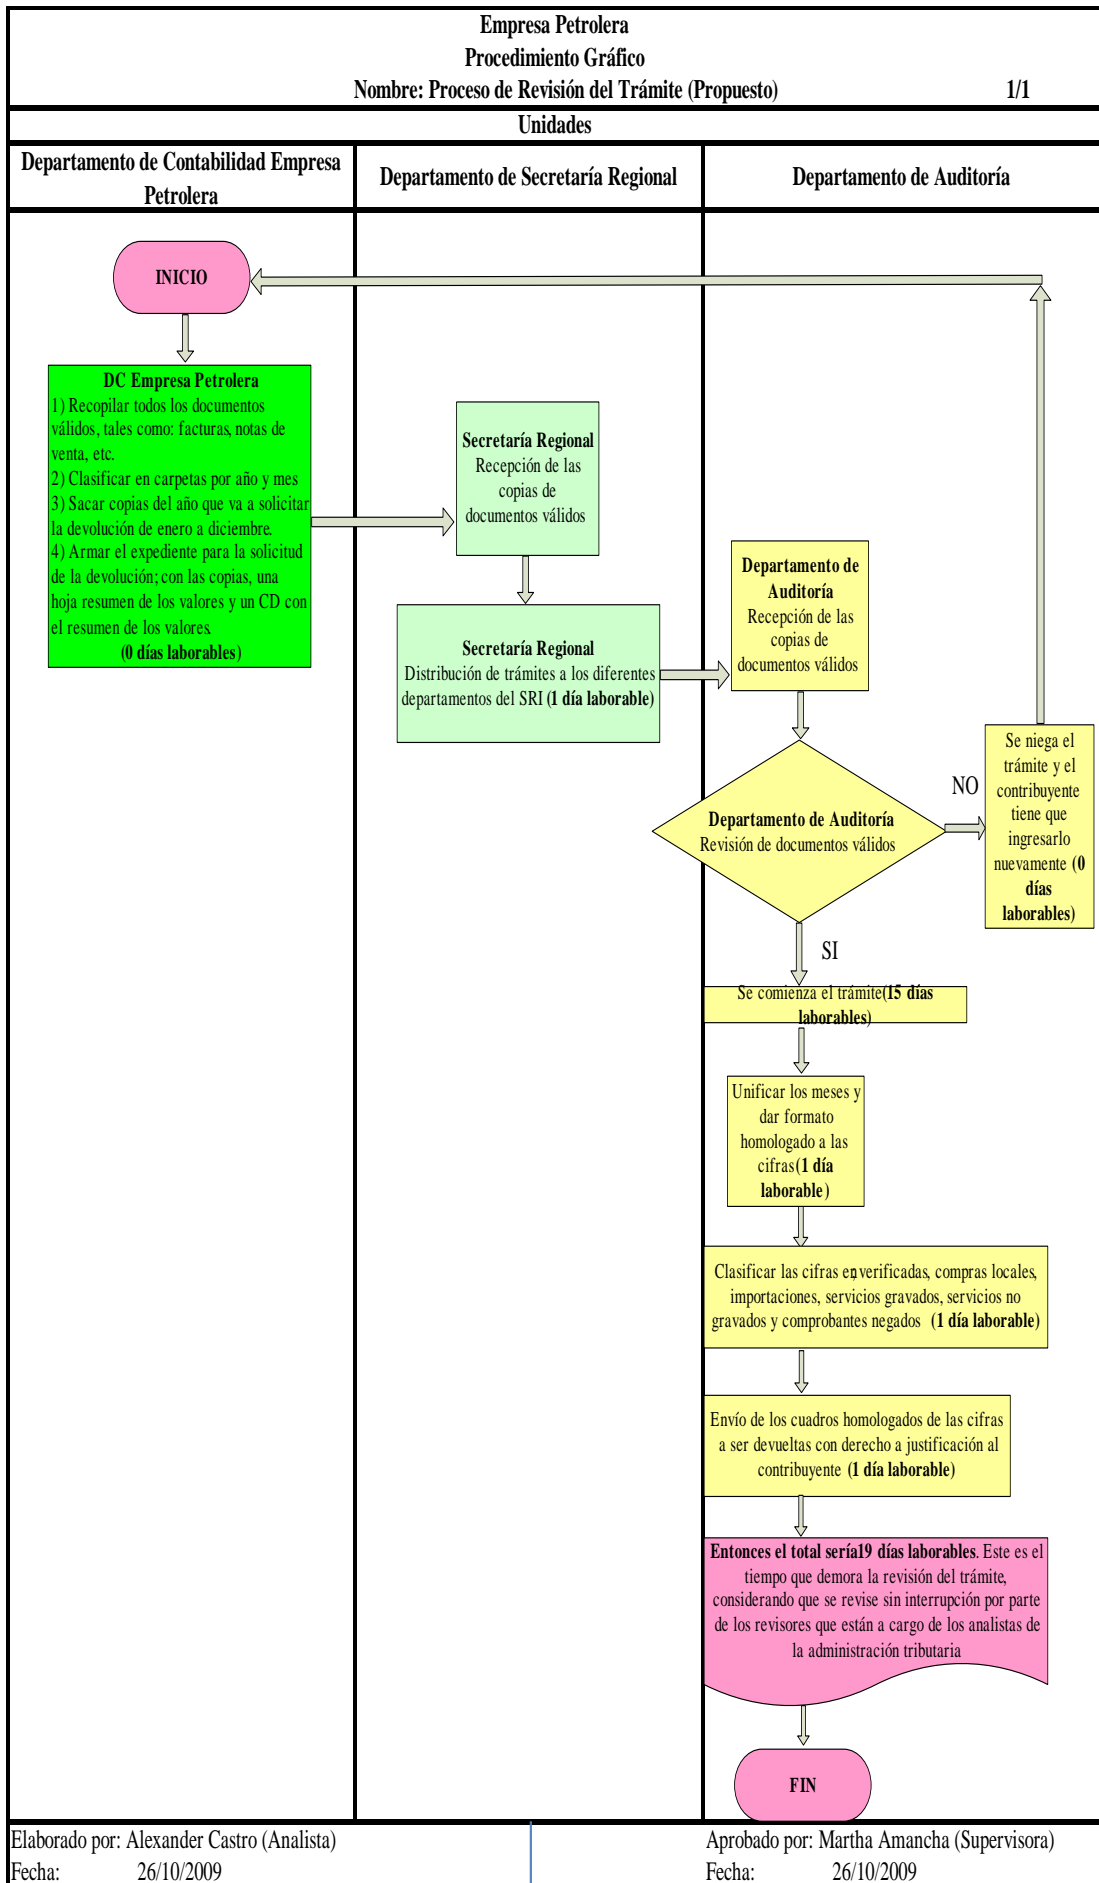 Empresa Petrolera
Procedimiento Gráfico
Nombre: Proceso de Revisión del Trámite (Propuesto)
1/1
Unidades
Departamento de Contabilidad Empresa
Petrolera
Departamento de Secretaría Regional
Departamento de Auditoría
INICIO
DC Empresa Petrolera
1) Recopilar todos los documentos
válidos, tales como: facturas, notas de
venta, etc.
2) Clasificar en carpetas por año y mes
3) Sacar copias del año que va a solicitar
la devolución de enero a diciembre.
4) Armar el expediente para la solicitud
de la devolución; con las copias, una
hoja resumen de los valores y un CD con
el resumen de los valores.
(0 días laborables)
Secretaría Regional
Recepción de las
copias de
documentos válidos
Secretaría Regional
Distribución de trámites a los diferentes
departamentos del SRI (1 día laborable)
Departamento de
Auditoría
Recepción de las
copias de
documentos válidos
Departamento de Auditoría
Revisión de documentos válidos
NO
Se niega el
trámite y el
contribuyente
tiene que
ingresarlo
nuevamente (0
días
laborables)
SI
Se comienza el trámite(15 días
laborables)
Unificar los meses y
dar formato
homologado a las
cifras(1 día
laborable)
Clasificar las cifras en; verificadas, compras locales,
importaciones, servicios gravados, servicios no
gravados y comprobantes negados (1 día laborable)
Envío de los cuadros homologados de las cifras
a ser devueltas con derecho a justificación al
contribuyente (1 día laborable)
Entonces el total sería19 días laborables. Este es el
tiempo que demora la revisión del trámite,
considerando que se revise sin interrupción por parte
de los revisores que están a cargo de los analistas de
la administración tributaria
FIN
Elaborado por: Alexander Castro (Analista)
Fecha: 26/10/2009
Aprobado por: Martha Amancha (Supervisora)
Fecha: 26/10/2009